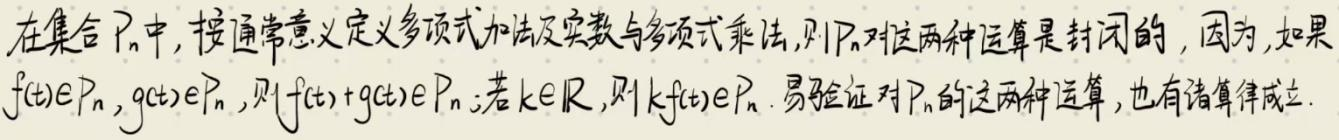 在集合 Pn中,按通常意义定义多项式加法及实数与多项式乘法,则Pn对这两种运算是封闭的,因为,如果
f(t)∈Pn,g(t)∈Pn,则f(t)+g(t)∈Pn;若k∈R,则kf(t)∈Pn.易验证对Pn的这两种运算,也有诸算律成立.